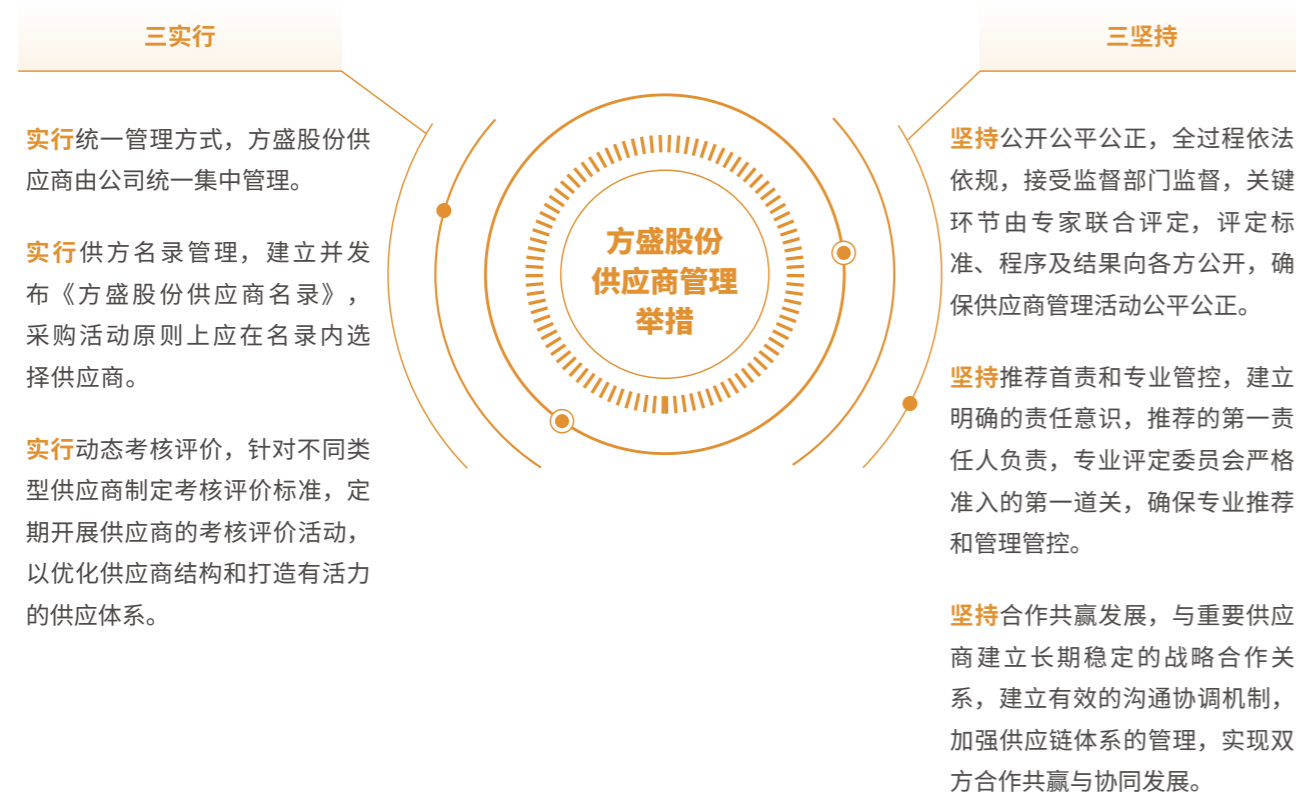 三实行
实行统一管理方式，方盛股份供
应商由公司统一集中管理。
实行供方名录管理，建立并发
布《方盛股份供应商名录》，
采购活动原则上应在名录内选
择供应商。
实行动态考核评价，针对不同类
型供应商制定考核评价标准，定
期开展供应商的考核评价活动，
以优化供应商结构和打造有活力
的供应体系。
方盛股份
供应商管理
举措
三坚持
坚持公开公平公正，全过程依法
依规，接受监督部门监督，关键
环节由专家联合评定，评定标
准、程序及结果向各方公开，确
保供应商管理活动公平公正。
坚持推荐首责和专业管控，建立
明确的责任意识，推荐的第一责
任人负责，专业评定委员会严格
准入的第一道关，确保专业推荐
和管理管控。
坚持合作共赢发展，与重要供应
商建立长期稳定的战略合作关
系，建立有效的沟通协调机制，
加强供应链体系的管理，实现双
方合作共赢与协同发展。